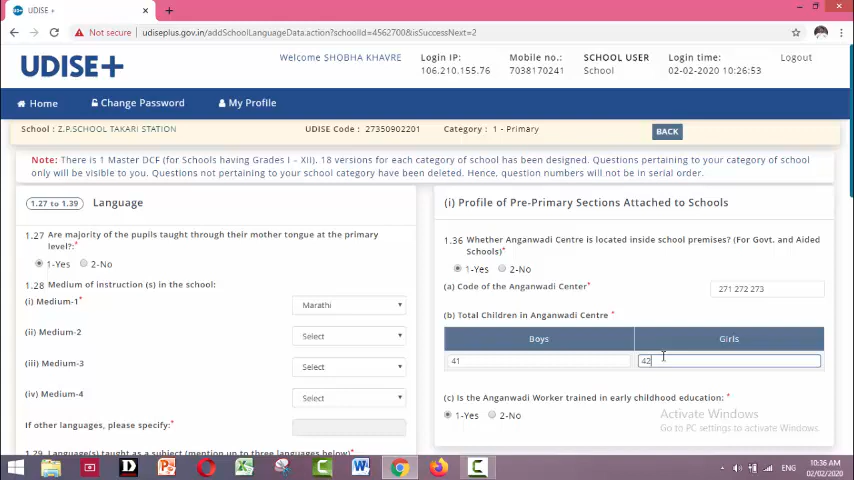 UDISE +
Not secure | udiseplus.gov.in/addSchoolLanguageData.action?schoolId=4562700&isSuccessNext=2
UDISE+
Welcome SHOBHA KHAVRE
Login IP:
106.210.155.76
Mobile no.:
7038170241
SCHOOL USER
School
Login time:
02-02-2020 10:26:53
Logout
Home
Change Password
My Profile
School : Z.P.SCHOOL TAKARI STATION
UDISE Code : 27350902201
Category : 1 - Primary
BACK
Note: There is 1 Master DCF (for Schools having Grades I – XII), 18 versions for each category of school has been designed. Questions pertaining to your category of school
only will be visible to you. Questions not pertaining to your school category have been deleted. Hence, question numbers will not be in serial order.
1.27 to 1.39 Language
1.27 Are majority of the pupils taught through their mother tongue at the primary
level?:*
1-Yes 2-No
1.28 Medium of instruction (s) in the school:
(i) Medium-1* Marathi
(ii) Medium-2 Select
(iii) Medium-3 Select
(iv) Medium-4 Select
If other languages, please specify:*
1.29 Language(s) taught as a subject (mention up to three languages below)*
(i) Profile of Pre-Primary Sections Attached to Schools
1.36 Whether Anganwadi Centre is located inside school premises? (For Govt. and Aided
Schools)*
1-Yes 2-No
(a) Code of the Anganwadi Center* 271 272 273
(b) Total Children in Anganwadi Centre *
Boys Girls
41 42
(c) Is the Anganwadi Worker trained in early childhood education: *
1-Yes 2-No
Activate Windows
Go to PC settings to activate Windows.
ENG
10:36 AM
02/02/2020